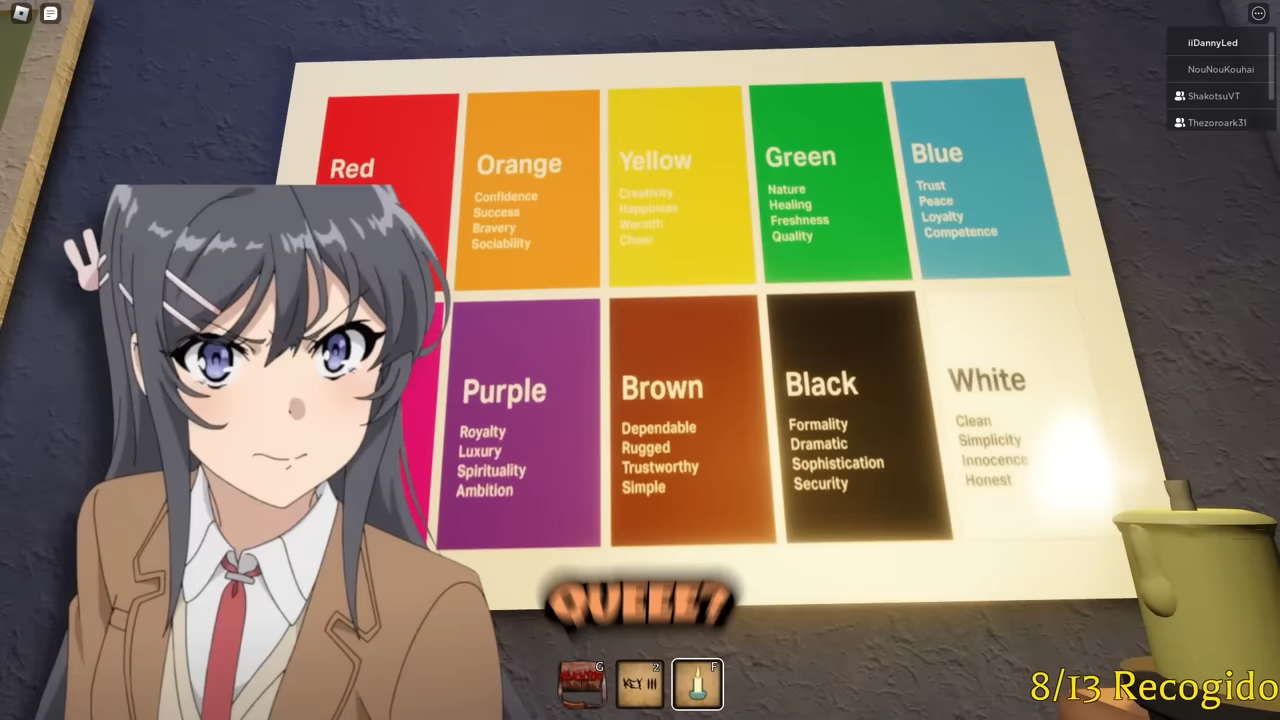 iiDannyLed
NouNouKouhai
ShakotsuVT
Thezoroark31
Red
Orange
Confidence
Success
Bravery
Sociability
Yellow
Creativity
Happiness
Warmth
Cheer
Green
Nature
Healing
Freshness
Quality
Blue
Trust
Peace
Loyalty
Competence
Purple
Royalty
Luxury
Spirituality
Ambition
Brown
Dependable
Rugged
Trustworthy
Simple
Black
Formality
Dramatic
Sophistication
Security
White
Clean
Simplicity
Innocence
Honest
QUEEE?
G
2
KEY III
F
8/13 Recogido